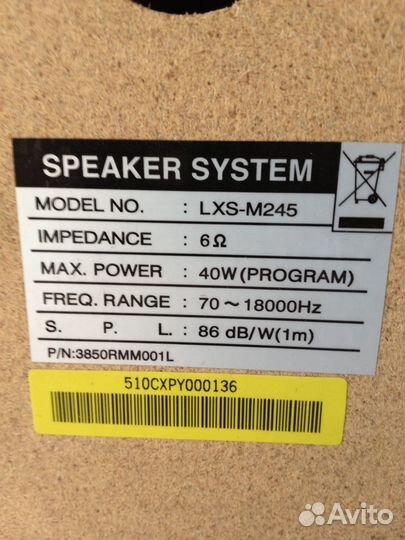 SPEAKER SYSTEM
MODEL NO. : LXS-M245
IMPEDANCE : 6Ω
MAX. POWER : 40W(PROGRAM)
FREQ. RANGE : 70~18000Hz
S. P. L. : 86 dB/W(1m)
P/N:3850RMM001L
510CXPY000136
Avito